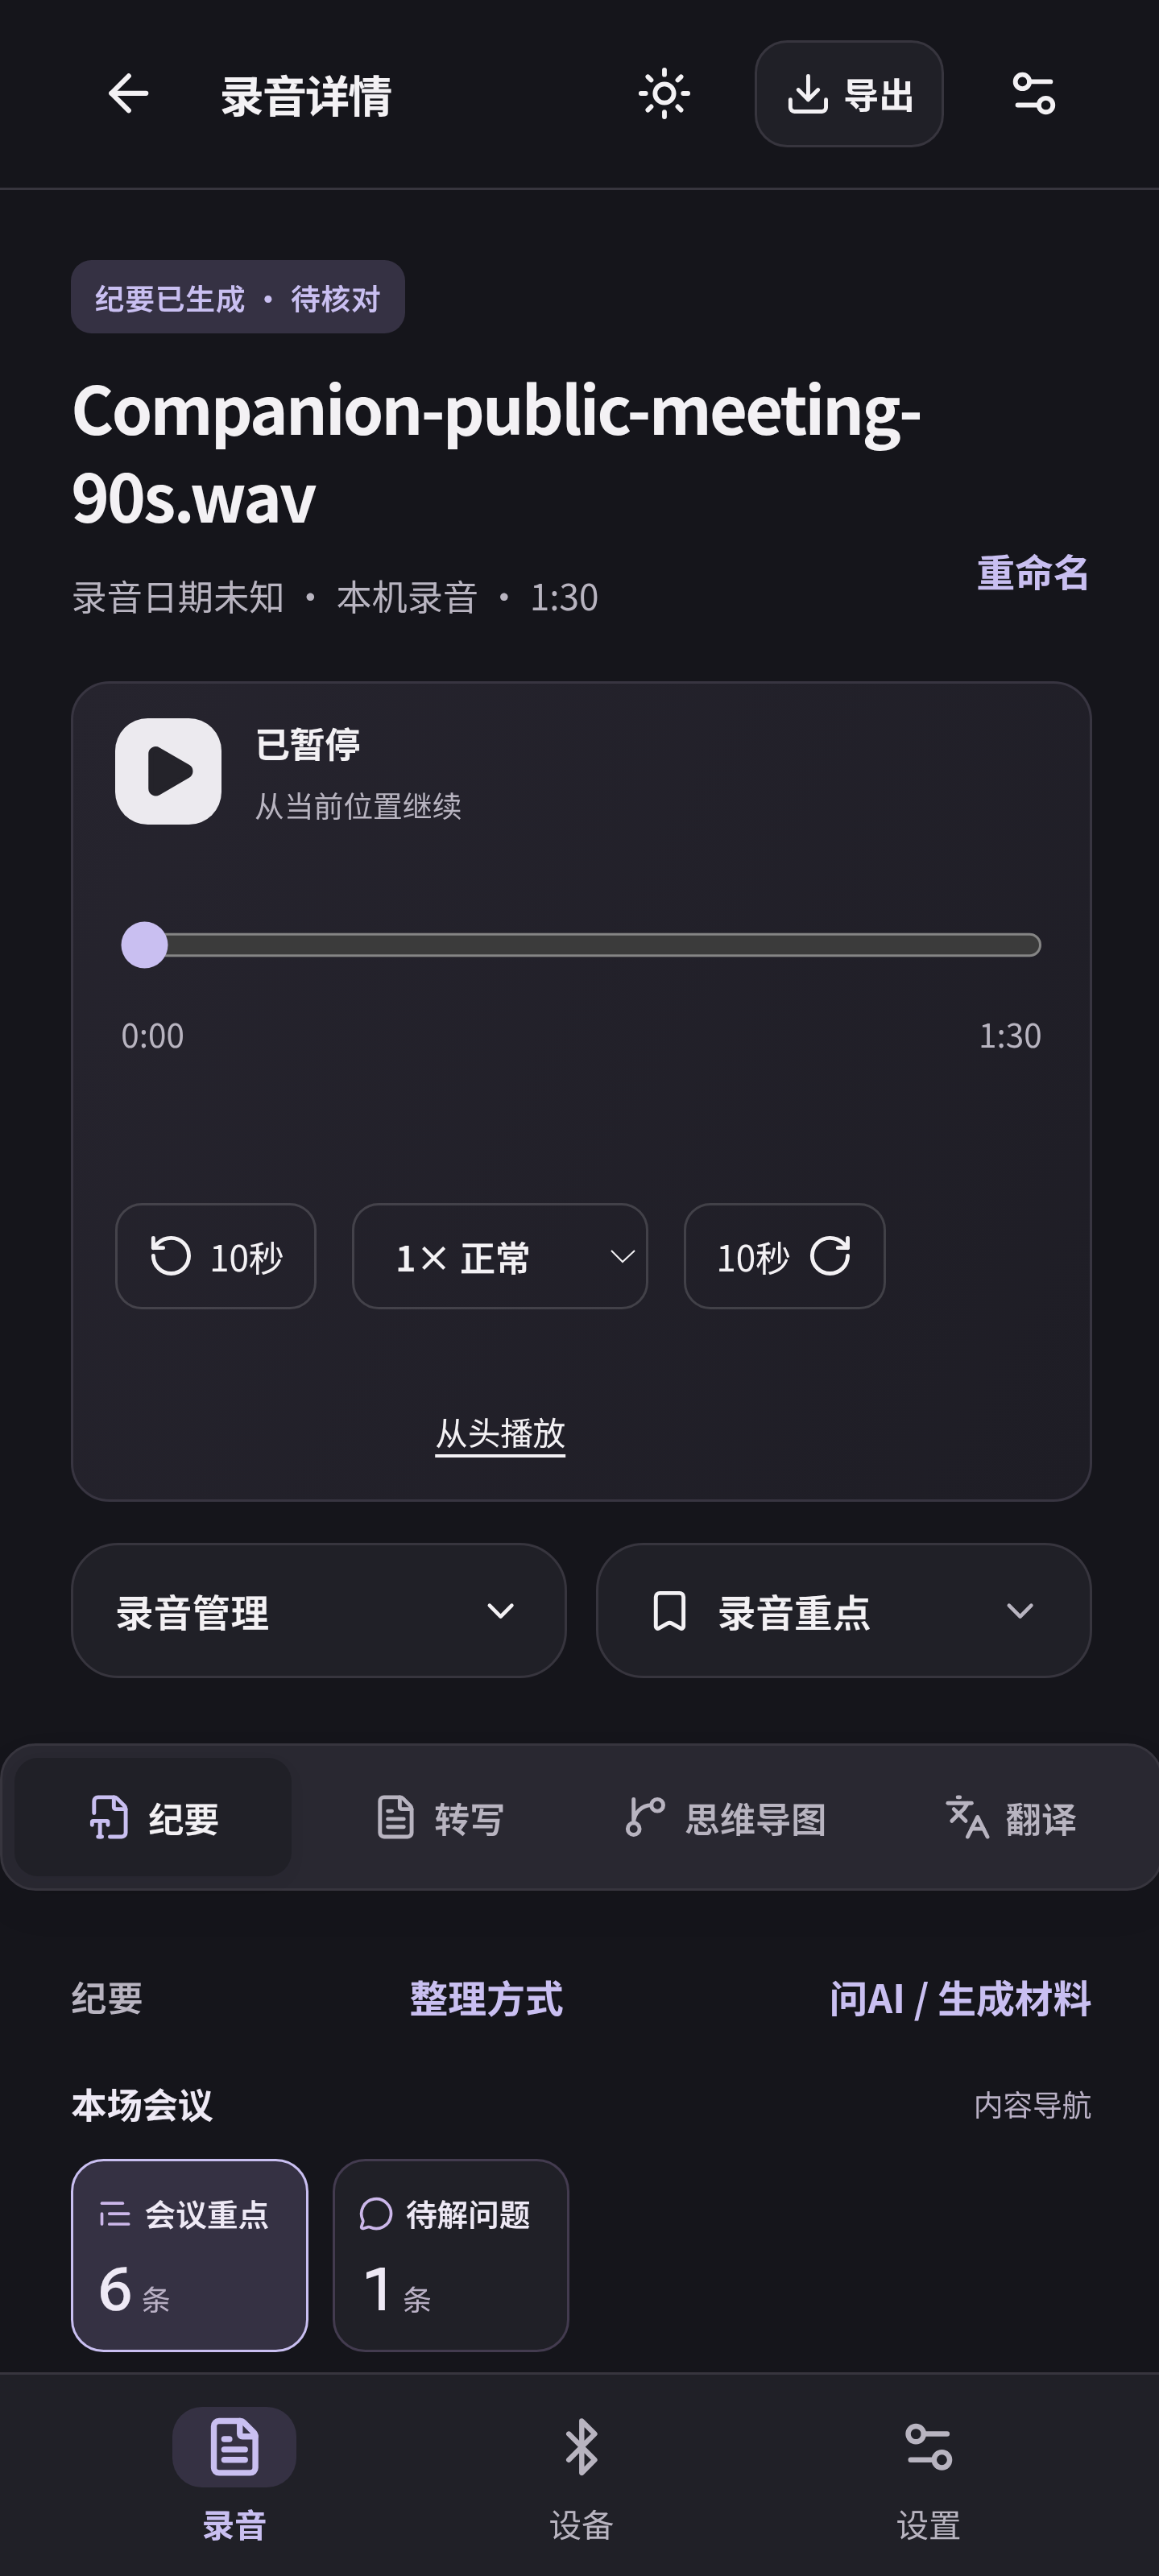 录音详情
导出
纪要已生成 · 待核对
Companion-public-meeting-
90s.wav
重命名
录音日期未知 · 本机录音 · 1:30
已暂停
从当前位置继续
0:00
1:30
10秒
1× 正常
10秒
从头播放
录音管理
录音重点
纪要
转写
思维导图
翻译
纪要
整理方式
问AI / 生成材料
本场会议
内容导航
会议重点
6 条
待解问题
1 条
录音
设备
设置